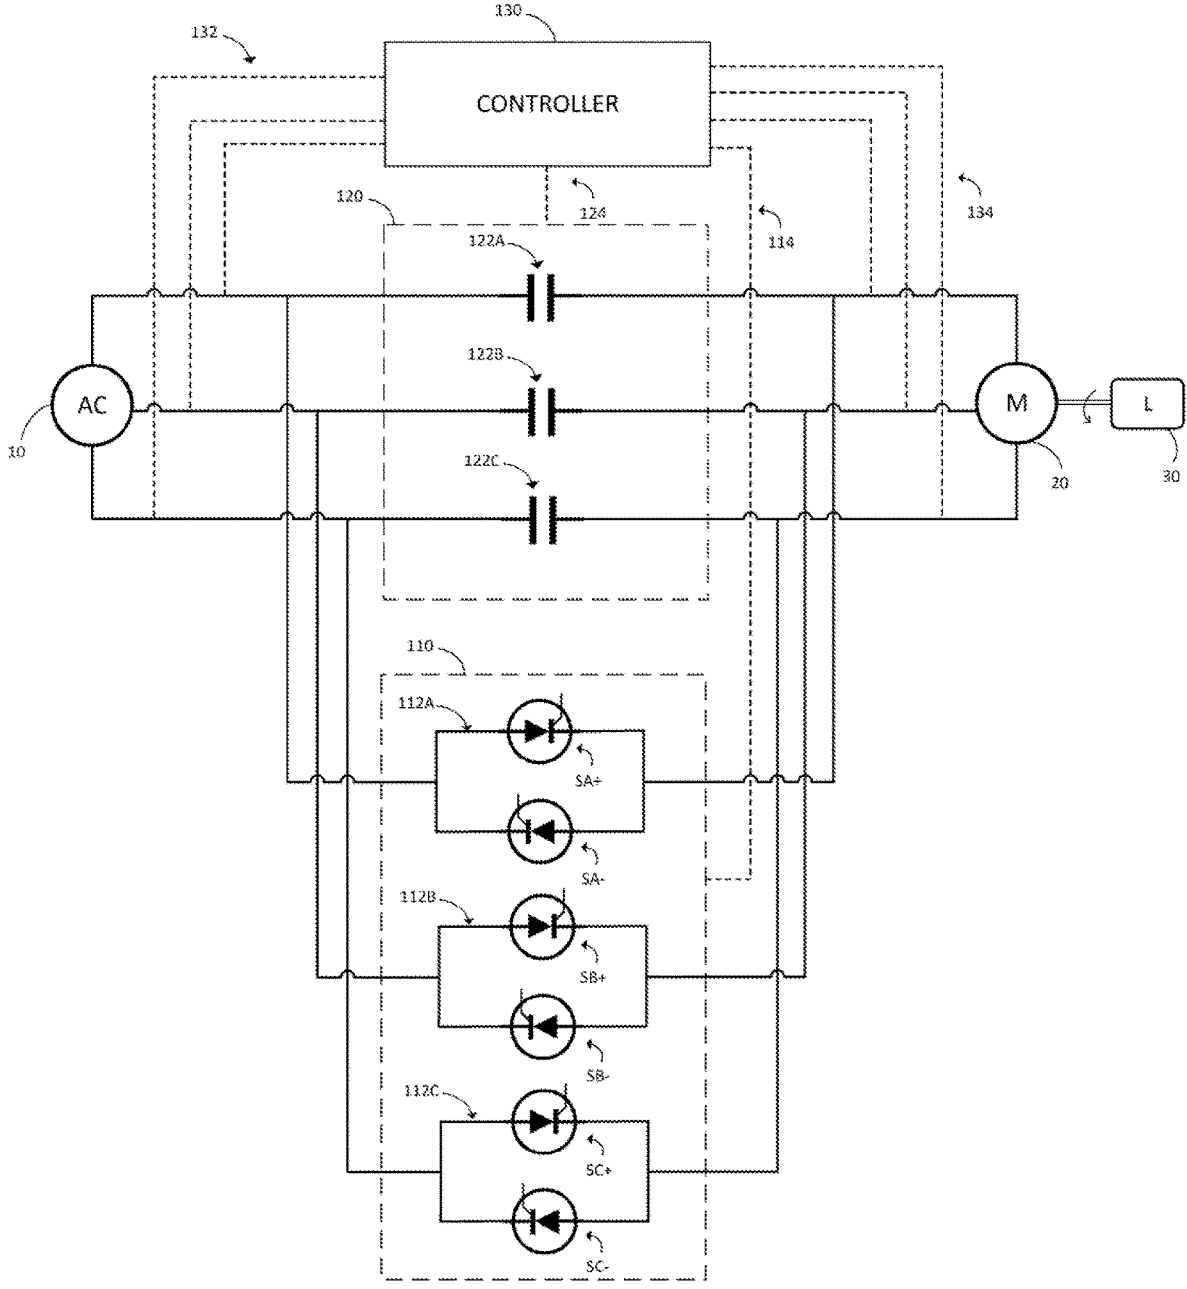 130
132
CONTROLLER
120
124
134
114
122A
122B
AC
M
L
10
122C
20
30
110
112A
SA+
SA-
112B
SB+
SB-
112C
SC+
SC-